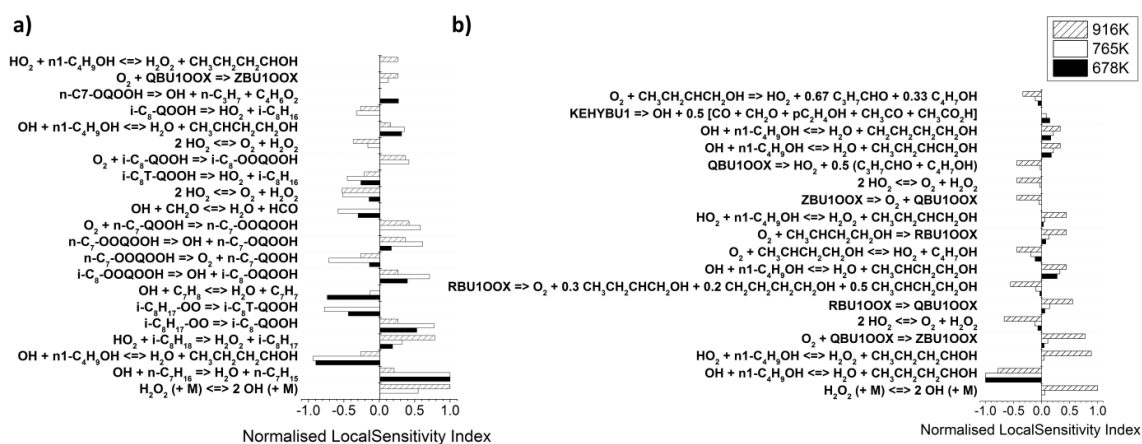 a)
HO₂ + n1-C₄H₉OH <=> H₂O₂ + CH₃CH₂CH₂CHOH
O₂ + QBU1OOX => ZBU1OOX
n-C7-OQOOH => OH + n-C₃H₇ + C₄H₆O₂
i-C₈-QOOH => HO₂ + i-C₈H₁₆
OH + n1-C₄H₉OH <=> H₂O + CH₃CHCH₂CH₂OH
2 HO₂ <=> O₂ + H₂O₂
O₂ + i-C₈-QOOH => i-C₈-OOQOOH
i-C₈T-QOOH => HO₂ + i-C₈H₁₆
2 HO₂ <=> O₂ + H₂O₂
OH + CH₂O <=> H₂O + HCO
O₂ + n-C₇-QOOH => n-C₇-OOQOOH
n-C₇-OOQOOH => OH + n-C₇-OQOOH
n-C₇-OOQOOH => O₂ + n-C₇-QOOH
i-C₈-OOQOOH => OH + i-C₈-OQOOH
OH + C₇H₈ <=> H₂O + C₇H₇
i-C₈H₁₇-OO => i-C₈T-QOOH
i-C₈H₁₇-OO => i-C₈-QOOH
HO₂ + i-C₈H₁₈ => H₂O₂ + i-C₈H₁₇
OH + n1-C₄H₉OH <=> H₂O + CH₃CH₂CH₂CHOH
OH + n-C₇H₁₆ => H₂O + n-C₇H₁₅
H₂O₂ (+ M) <=> 2 OH (+ M)
-1.0 -0.5 0.0 0.5 1.0
Normalised LocalSensitivity Index
b)
916K
765K
678K
O₂ + CH₃CH₂CHCH₂OH => HO₂ + 0.67 C₃H₇CHO + 0.33 C₄H₇OH
KEHYBU1 => OH + 0.5 [CO + CH₂O + pC₂H₄OH + CH₃CO + CH₃CO₂H]
OH + n1-C₄H₉OH <=> H₂O + CH₂CH₂CH₂CH₂OH
OH + n1-C₄H₉OH <=> H₂O + CH₃CH₂CHCH₂OH
QBU1OOX => HO₂ + 0.5 (C₃H₇CHO + C₄H₇OH)
2 HO₂ <=> O₂ + H₂O₂
ZBU1OOX => O₂ + QBU1OOX
HO₂ + n1-C₄H₉OH <=> H₂O₂ + CH₃CH₂CHCH₂OH
O₂ + CH₃CHCH₂CH₂OH => RBU1OOX
O₂ + CH₃CHCH₂CH₂OH => HO₂ + C₄H₇OH
OH + n1-C₄H₉OH <=> H₂O + CH₃CHCH₂CH₂OH
RBU1OOX => O₂ + 0.3 CH₃CH₂CHCH₂OH + 0.2 CH₂CH₂CH₂CH₂OH + 0.5 CH₃CHCH₂CH₂OH
RBU1OOX => QBU1OOX
2 HO₂ <=> O₂ + H₂O₂
O₂ + QBU1OOX => ZBU1OOX
HO₂ + n1-C₄H₉OH <=> H₂O₂ + CH₃CH₂CH₂CHOH
OH + n1-C₄H₉OH <=> H₂O + CH₃CH₂CH₂CHOH
H₂O₂ (+ M) <=> 2 OH (+ M)
-1.0 -0.5 0.0 0.5 1.0
Normalised LocalSensitivity Index